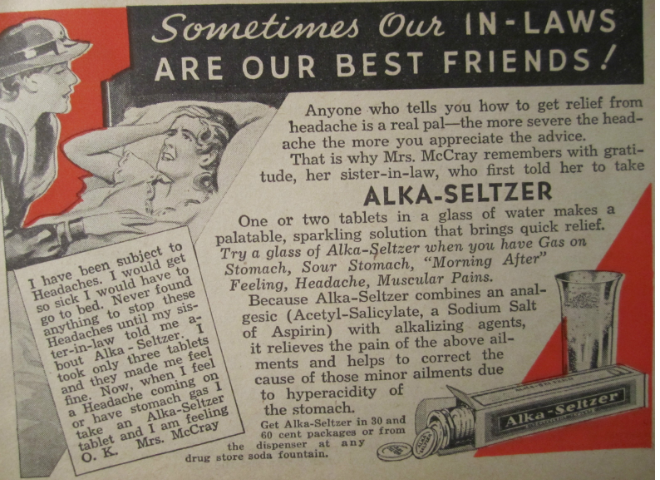 Sometimes Our IN-LAWS
ARE OUR BEST FRIENDS!
Anyone who tells you how to get relief from
headache is a real pal—the more severe the head-
ache the more you appreciate the advice.
That is why Mrs. McCray remembers with grati-
tude, her sister-in-law, who first told her to take
ALKA-SELTZER
One or two tablets in a glass of water makes a
palatable, sparkling solution that brings quick relief.
Try a glass of Alka-Seltzer when you have Gas on
Stomach, Sour Stomach, "Morning After"
Feeling, Headache, Muscular Pains.
Because Alka-Seltzer combines an anal-
gesic (Acetyl-Salicylate, a Sodium Salt
of Aspirin) with alkalizing agents,
it relieves the pain of the above ail-
ments and helps to correct the
cause of those minor ailments due
to hyperacidity of
the stomach.
Get Alka-Seltzer in 30 and
60 cent packages or from
the dispenser at any
drug store soda fountain.
I have been subject to
Headaches. I would get
so sick I would have to
go to bed. Never found
anything to stop these
Headaches until my sis-
ter-in-law told me a-
bout Alka-Seltzer. I
took only three tablets
and they made me feel
fine. Now, when I feel
a Headache coming on
or have stomach gas I
take an Alka-Seltzer
tablet and I am feeling
O. K. Mrs. McCray
Alka-Seltzer